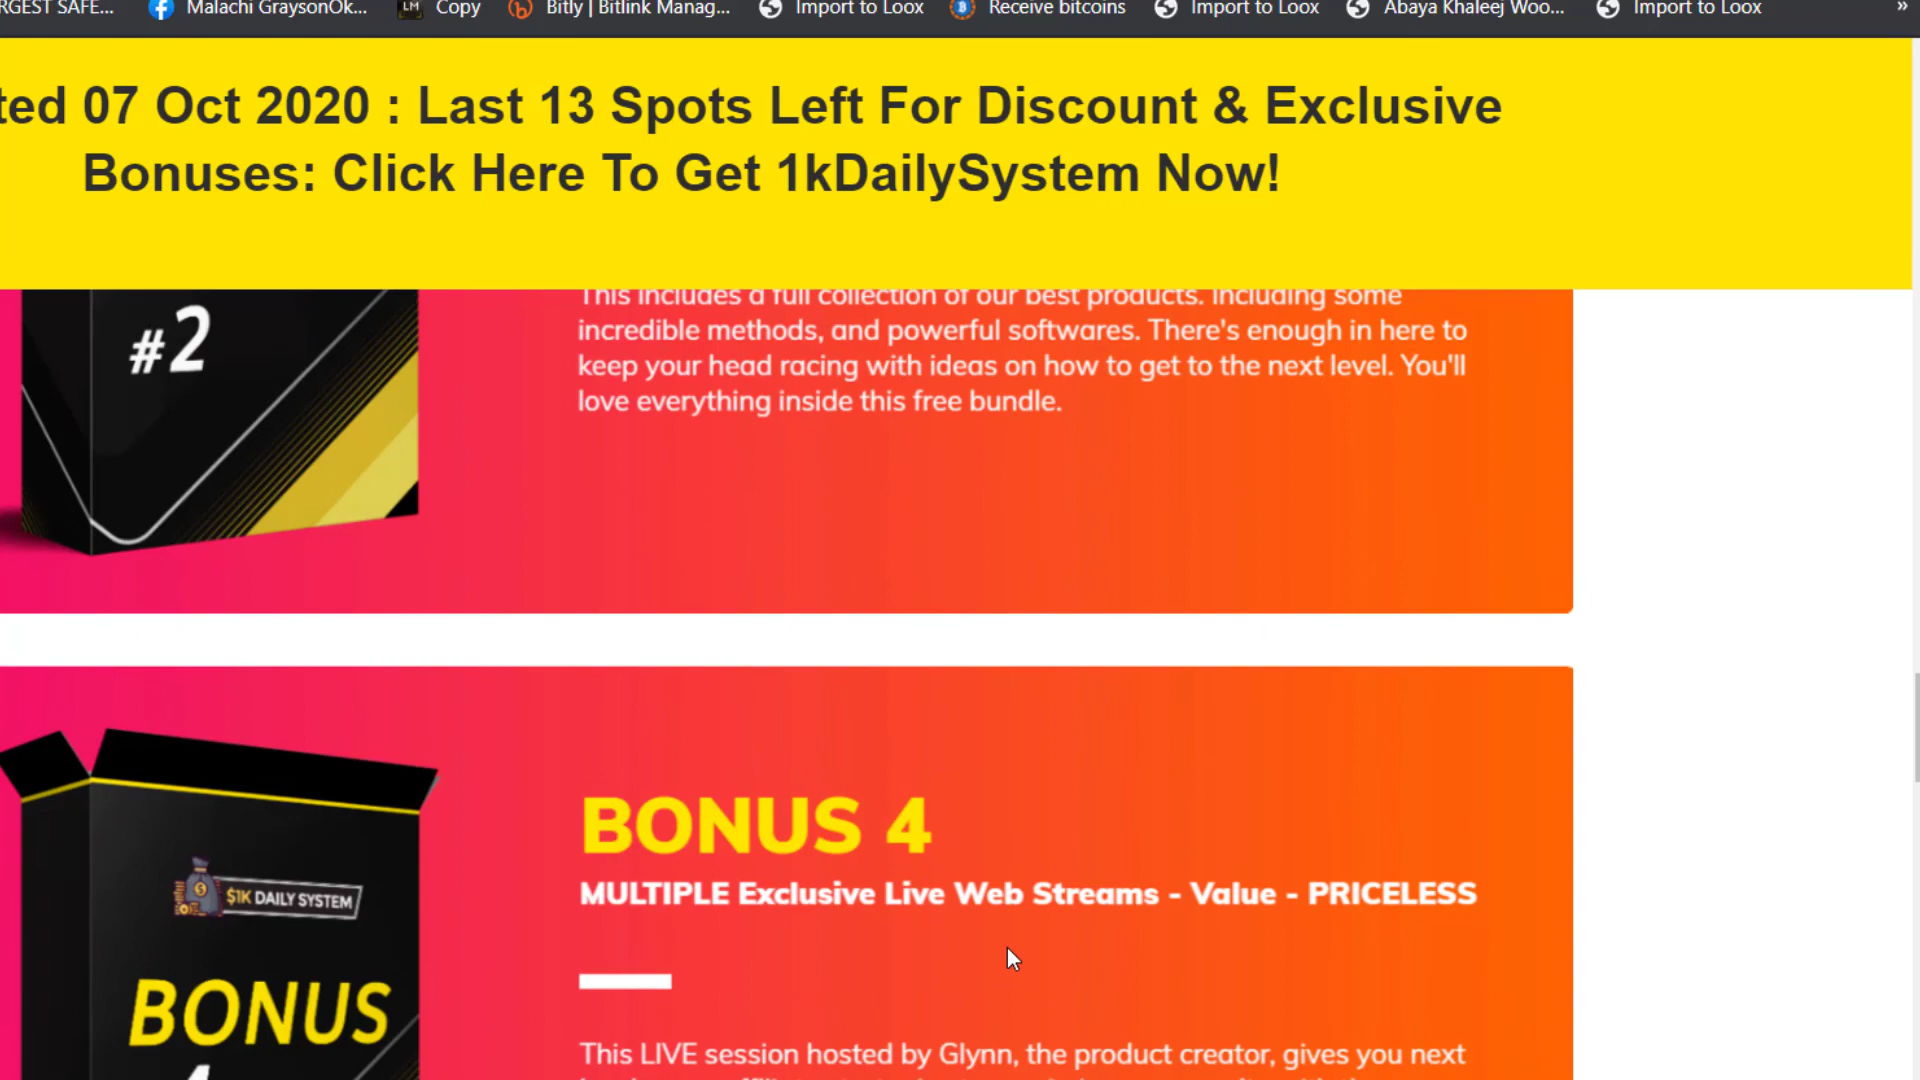 RGEST SAFE... Malachi GraysonOk... LM Copy Bitly | Bitlink Manag... Import to Loox Receive bitcoins Import to Loox Abaya Khaleej Woo... Import to Loox »
ted 07 Oct 2020 : Last 13 Spots Left For Discount & Exclusive
Bonuses: Click Here To Get 1kDailySystem Now!
#2
This includes a full collection of our best products. Including some
incredible methods, and powerful softwares. There's enough in here to
keep your head racing with ideas on how to get to the next level. You'll
love everything inside this free bundle.
BONUS 4
MULTIPLE Exclusive Live Web Streams - Value - PRICELESS
$1K DAILY SYSTEM
BONUS
This LIVE session hosted by Glynn, the product creator, gives you next